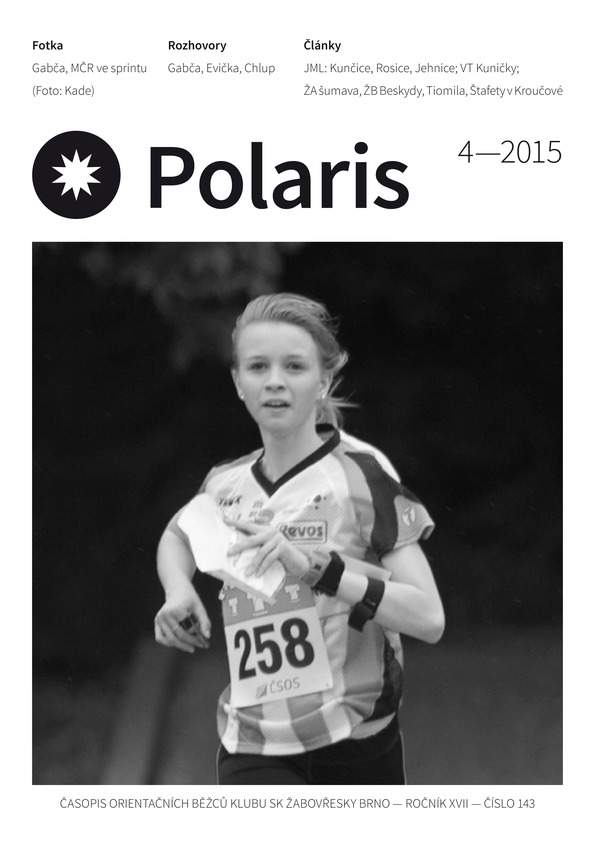 Fotka
Gabča, MČR ve sprintu
(Foto: Kade)
Rozhovory
Gabča, Evička, Chlup
Články
JML: Kunčice, Rosice, Jehnice; VT Kuničky;
ŽA šumava, ŽB Beskydy, Tiomila, Štafety v Kroučové
Polaris
4—2015
Revos
258
ČSOS
ČASOPIS ORIENTAČNÍCH BĚŽCŮ KLUBU SK ŽABOVŘESKY BRNO — ROČNÍK XVII — ČÍSLO 143